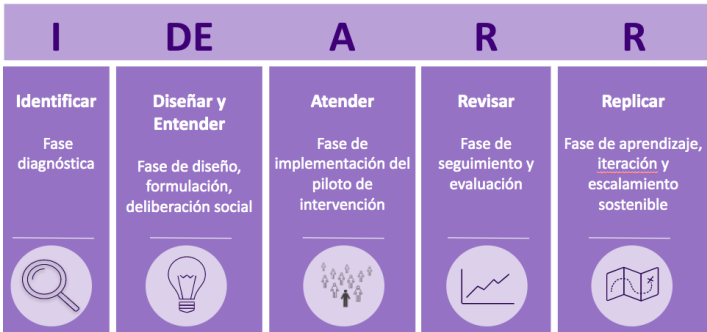 I DE A R R
Identificar
Fase
diagnóstica
Diseñar y
Entender
Fase de diseño,
formulación,
deliberación social
Atender
Fase de
implementación del
piloto de
intervención
Revisar
Fase de
seguimiento y
evaluación
Replicar
Fase de aprendizaje,
iteración y
escalamiento
sostenible